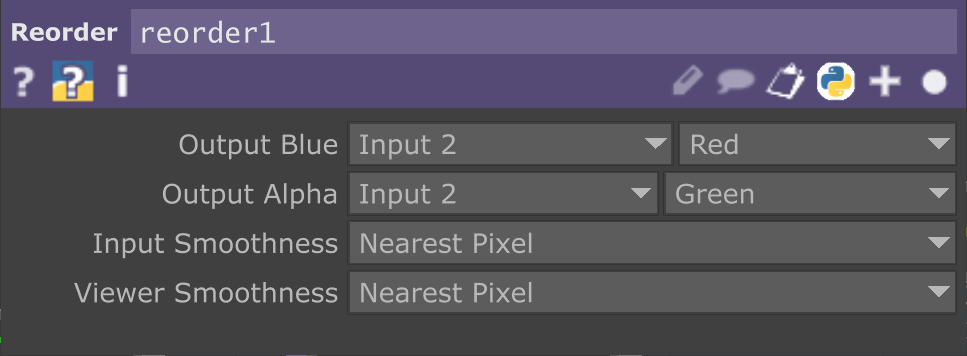 Reorder reorder1
? ? i
Output Blue Input 2 Red
Output Alpha Input 2 Green
Input Smoothness Nearest Pixel
Viewer Smoothness Nearest Pixel